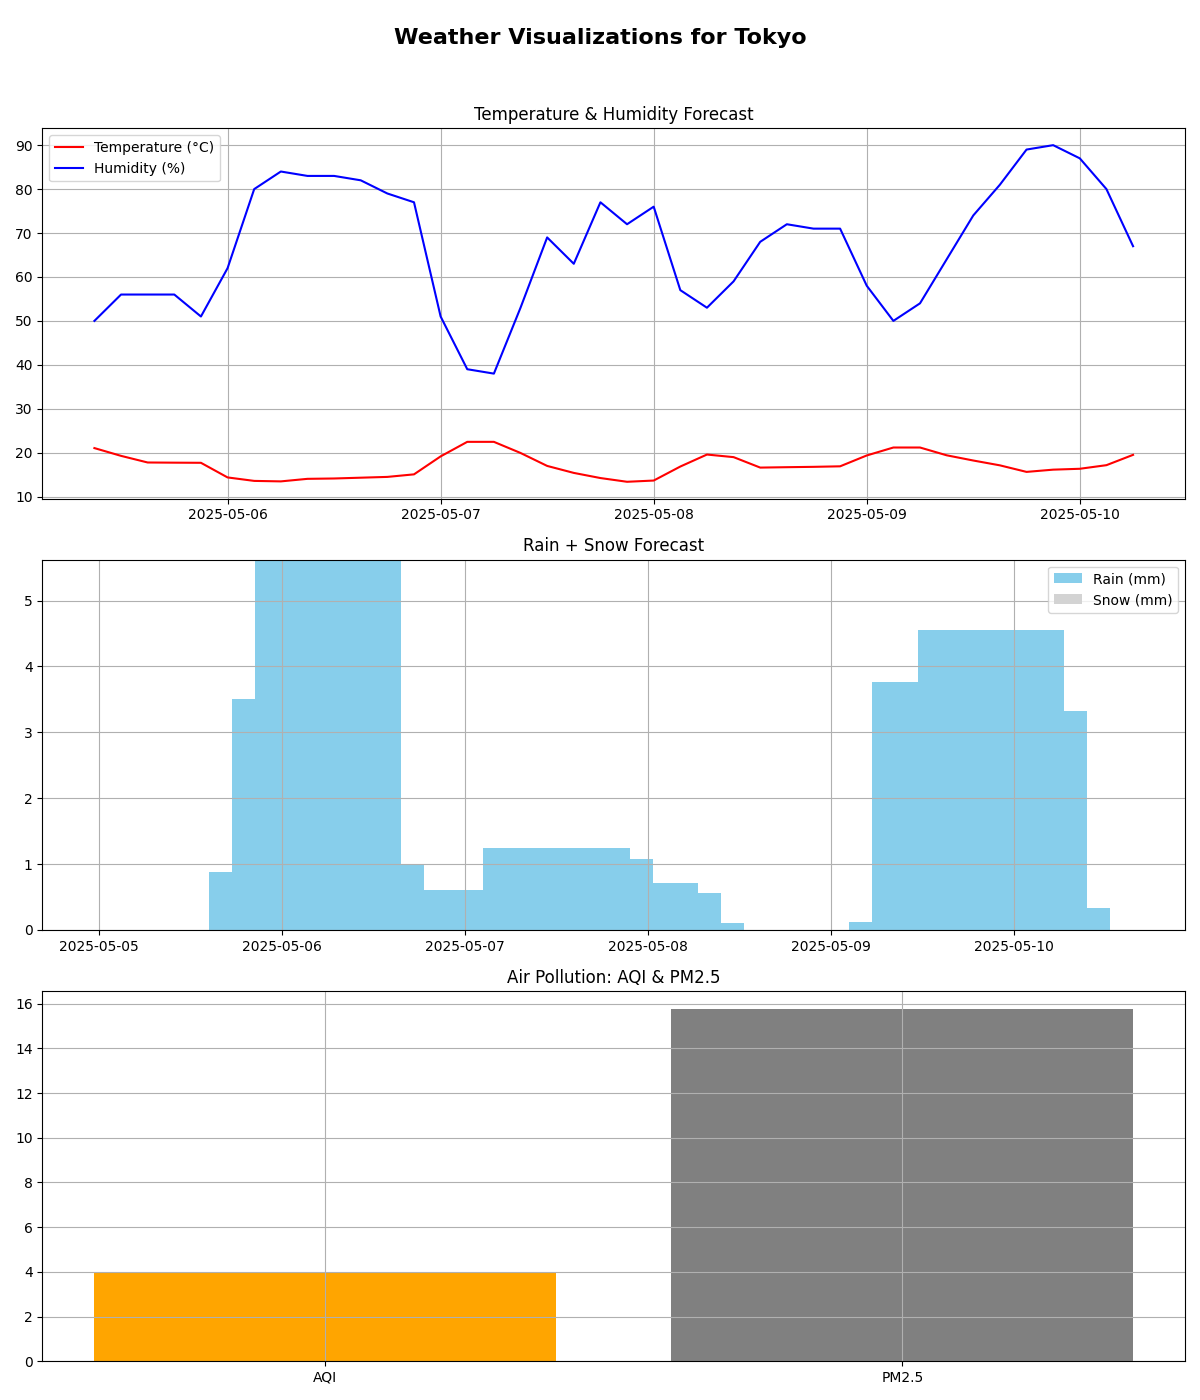 Weather Visualizations for Tokyo
Temperature & Humidity Forecast
Temperature (°C)
Humidity (%)
90
80
70
60
50
40
30
20
10
2025-05-06 2025-05-07 2025-05-08 2025-05-09 2025-05-10
Rain + Snow Forecast
Rain (mm)
Snow (mm)
5
4
3
2
1
0
2025-05-05 2025-05-06 2025-05-07 2025-05-08 2025-05-09 2025-05-10
Air Pollution: AQI & PM2.5
16
14
12
10
8
6
4
2
0
AQI PM2.5